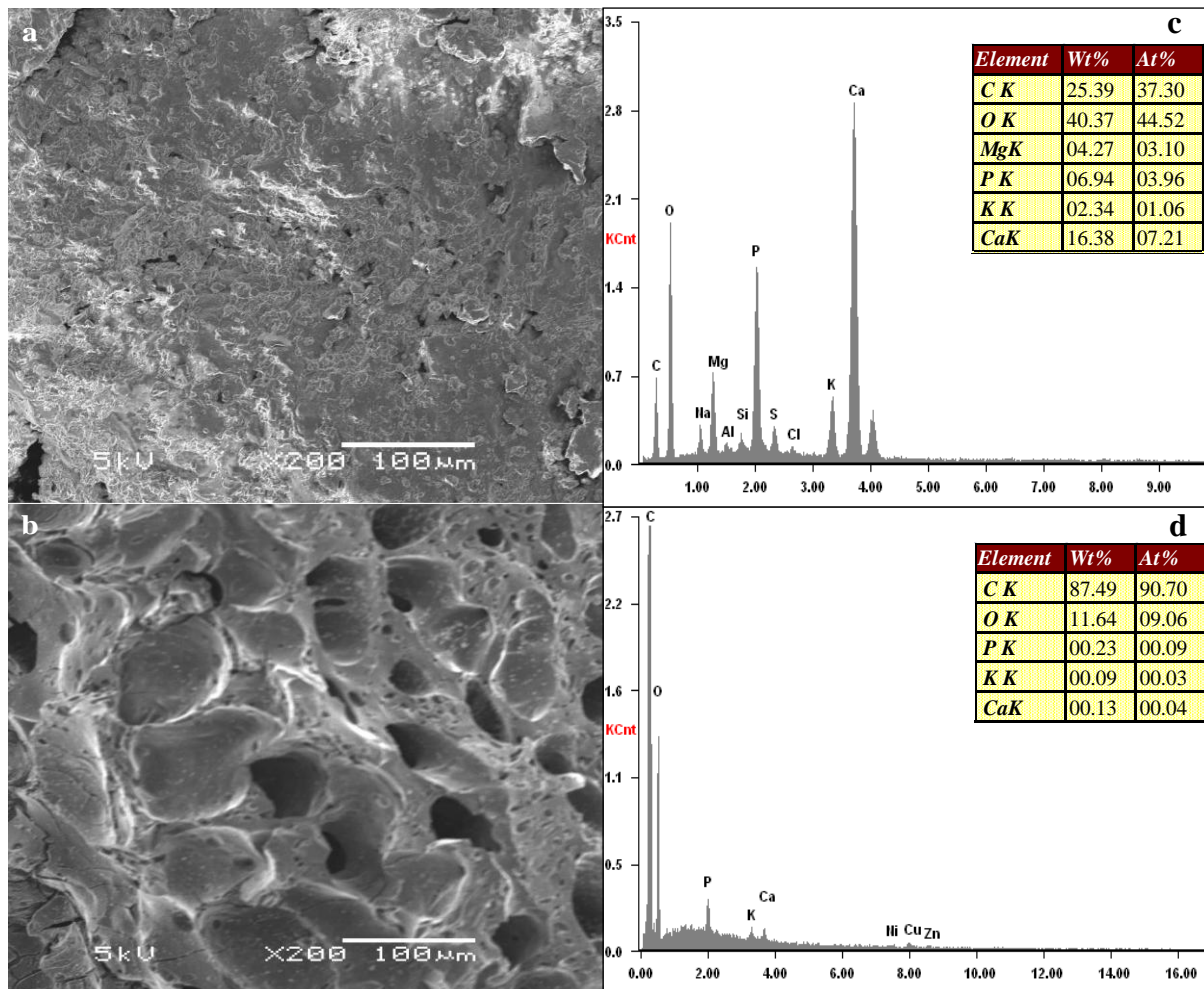 a
5kV X200 100µm
b
5kV X200 100µm
c
3.5
2.8
2.1
KCnt
1.4
0.7
0.0
C
O
Na
Mg
Al
Si
P
S
Cl
K
Ca
1.00 2.00 3.00 4.00 5.00 6.00 7.00 8.00 9.00
Element Wt% At%
C K 25.39 37.30
O K 40.37 44.52
MgK 04.27 03.10
P K 06.94 03.96
K K 02.34 01.06
CaK 16.38 07.21
d
2.7
2.2
1.6
KCnt
1.1
0.5
0.0
C
O
P
K
Ca
Ni
Cu
Zn
0.00 2.00 4.00 6.00 8.00 10.00 12.00 14.00 16.00
Element Wt% At%
C K 87.49 90.70
O K 11.64 09.06
P K 00.23 00.09
K K 00.09 00.03
CaK 00.13 00.04